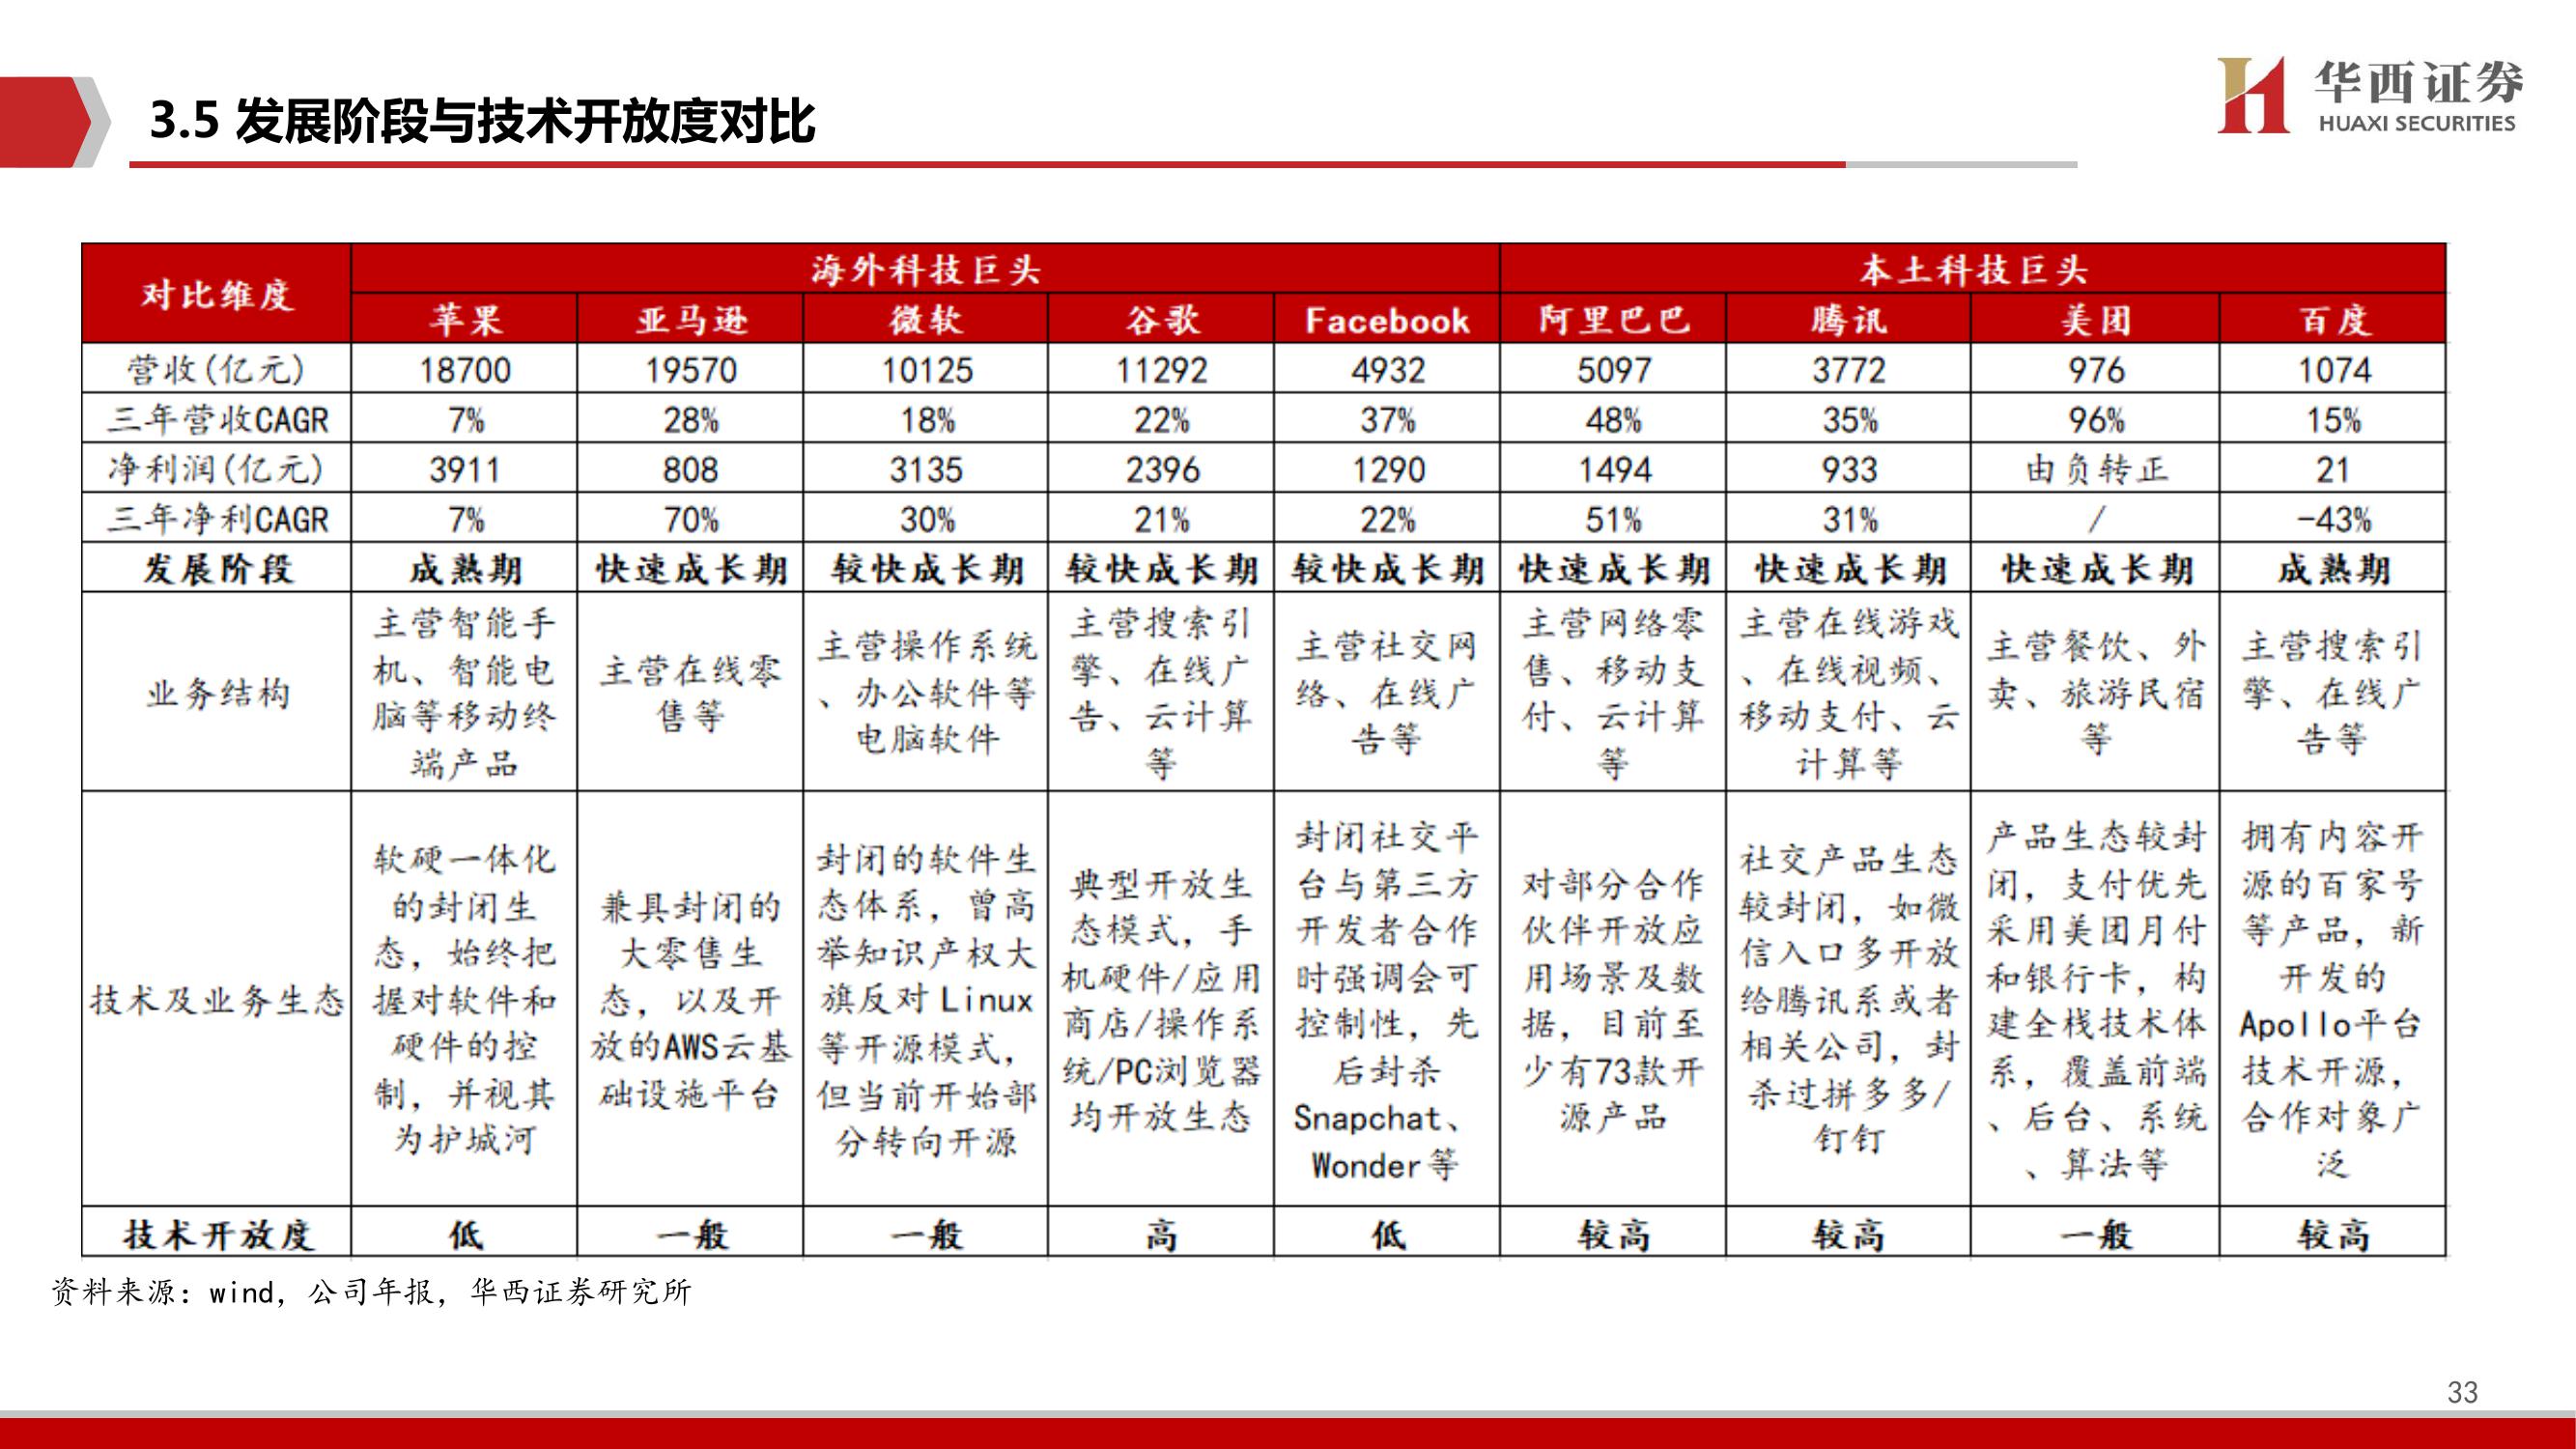 3.5 发展阶段与技术开放度对比
华西证券
HUAXI SECURITIES
对比维度 海外科技巨头 本土科技巨头
苹果 亚马逊 微软 谷歌 Facebook 阿里巴巴 腾讯 美团 百度
营收(亿元) 18700 19570 10125 11292 4932 5097 3772 976 1074
三年营收CAGR 7% 28% 18% 22% 37% 48% 35% 96% 15%
净利润(亿元) 3911 808 3135 2396 1290 1494 933 由负转正 21
三年净利CAGR 7% 70% 30% 21% 22% 51% 31% / -43%
发展阶段 成熟期 快速成长期 较快成长期 较快成长期 较快成长期 快速成长期 快速成长期 快速成长期 成熟期
业务结构
主营智能手
机、智能电
脑等移动终
端产品
主营在线零
售等
主营操作系统
、办公软件等
电脑软件
主营搜索引
擎、在线广
告、云计算
等
主营社交网
络、在线广
告等
主营网络零
售、移动支
付、云计算
等
主营在线游戏
、在线视频、
移动支付、云
计算等
主营餐饮、外
卖、旅游民宿
等
主营搜索引
擎、在线广
告等
技术及业务生态
软硬一体化
的封闭生
态，始终把
握对软件和
硬件的控
制，并视其
为护城河
兼具封闭的
大零售生
态，以及开
放的AWS云基
础设施平台
封闭的软件生
态体系，曾高
举知识产权大
旗反对 Linux
等开源模式，
但当前开始部
分转向开源
典型开放生
态模式，手
机硬件/应用
商店/操作系
统/PC浏览器
均开放生态
封闭社交平
台与第三方
开发者合作
时强调会可
控制性，先
后封杀
Snapchat、
Wonder等
对部分合作
伙伴开放应
用场景及数
据，目前至
少有73款开
源产品
社交产品生态
较封闭，如微
信入口多开放
给腾讯系或者
相关公司，封
杀过拼多多/
钉钉
产品生态较封
闭，支付优先
采用美团月付
和银行卡，构
建全栈技术体
系，覆盖前端
、后台、系统
、算法等
拥有内容开
源的百家号
等产品，新
开发的
Apollo平台
技术开源，
合作对象广
泛
技术开放度 低 一般 一般 高 低 较高 较高 一般 较高
资料来源：wind，公司年报，华西证券研究所
33